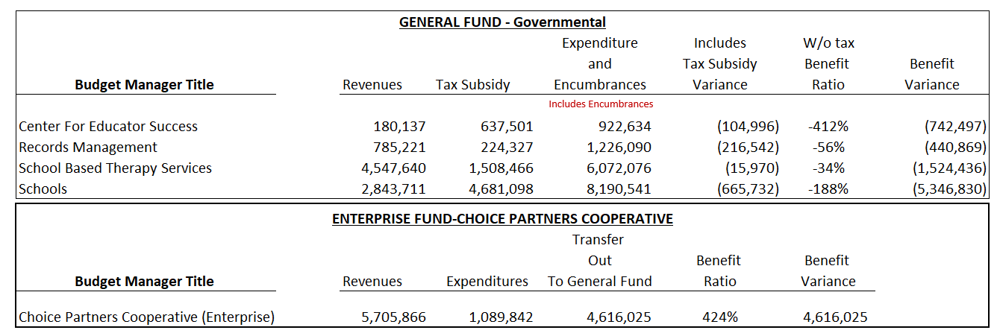 GENERAL FUND - Governmental
Expenditure Includes W/o tax
and Tax Subsidy Benefit Benefit
Budget Manager Title Revenues Tax Subsidy Encumbrances Variance Ratio Variance
Includes Encumbrances
Center For Educator Success 180,137 637,501 922,634 (104,996) -412% (742,497)
Records Management 785,221 224,327 1,226,090 (216,542) -56% (440,869)
School Based Therapy Services 4,547,640 1,508,466 6,072,076 (15,970) -34% (1,524,436)
Schools 2,843,711 4,681,098 8,190,541 (665,732) -188% (5,346,830)
ENTERPRISE FUND-CHOICE PARTNERS COOPERATIVE
Transfer
Out Benefit Benefit
Budget Manager Title Revenues Expenditures To General Fund Ratio Variance
Choice Partners Cooperative (Enterprise) 5,705,866 1,089,842 4,616,025 424% 4,616,025